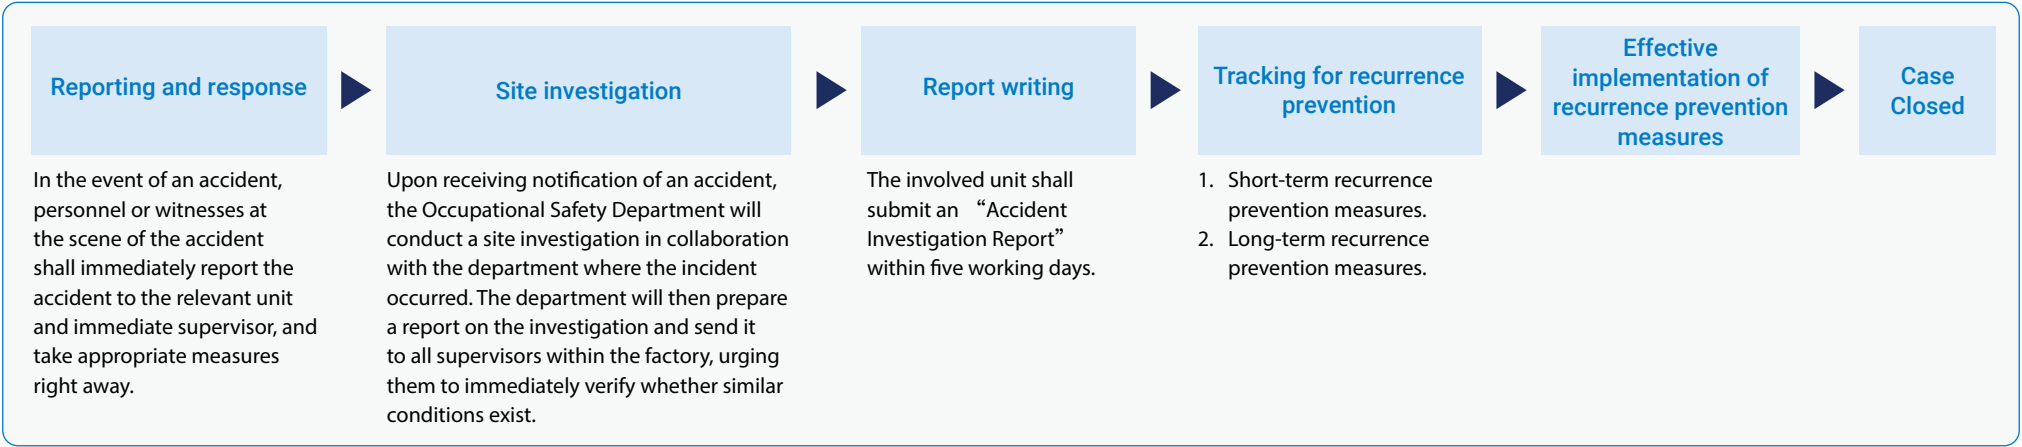 Reporting and response
In the event of an accident,
personnel or witnesses at
the scene of the accident
shall immediately report the
accident to the relevant unit
and immediate supervisor, and
take appropriate measures
right away.
Site investigation
Upon receiving notification of an accident,
the Occupational Safety Department will
conduct a site investigation in collaboration
with the department where the incident
occurred. The department will then prepare
a report on the investigation and send it
to all supervisors within the factory, urging
them to immediately verify whether similar
conditions exist.
Report writing
The involved unit shall
submit an “Accident
Investigation Report”
within five working days.
Tracking for recurrence
prevention
1. Short-term recurrence
prevention measures.
2. Long-term recurrence
prevention measures.
Effective
implementation of
recurrence prevention
measures
Case
Closed